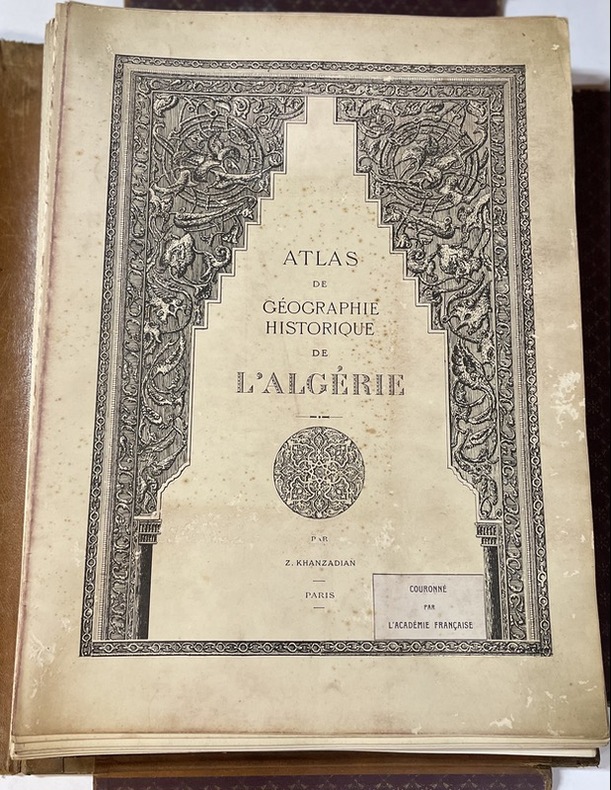 ATLAS
DE
GÉOGRAPHIE
HISTORIQUE
DE
L'ALGÉRIE
PAR
Z. KHANZADIAN
PARIS
COURONNÉ
PAR
L'ACADÉMIE FRANÇAISE